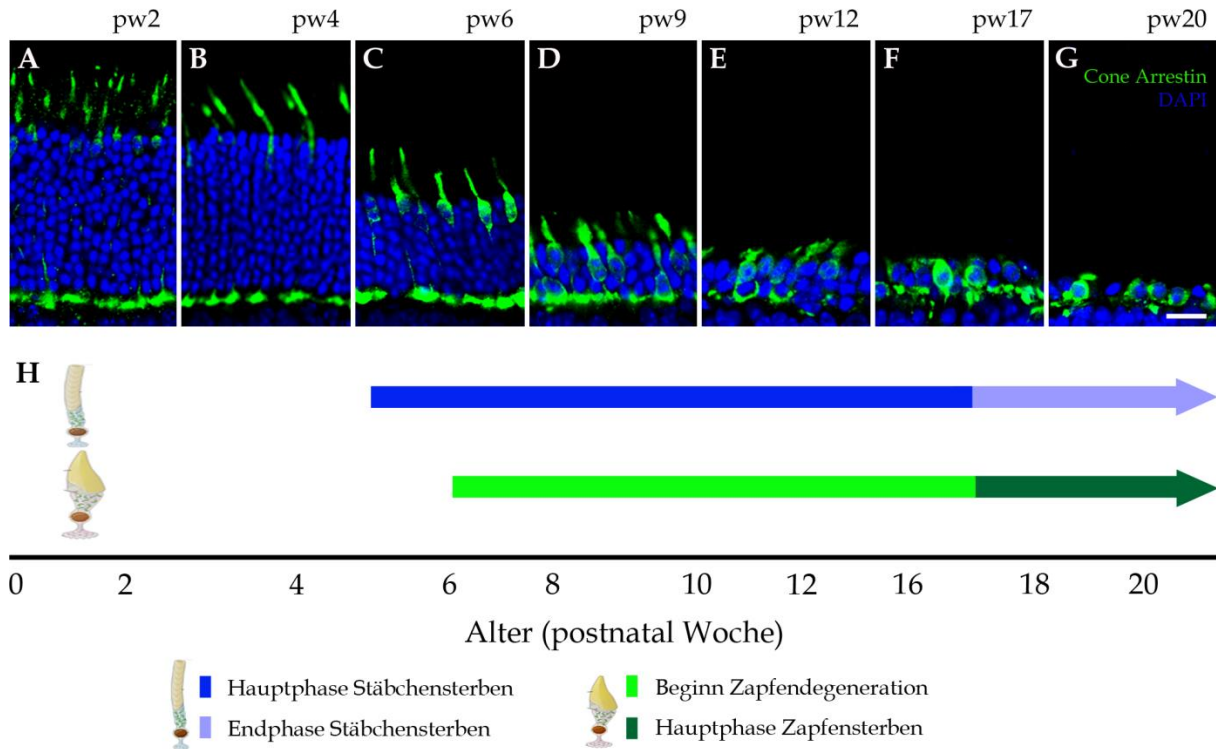 pw2 pw4 pw6 pw9 pw12 pw17 pw20
A B C D E F G
Cone Arrestin
DAPI
H
0 2 4 6 8 10 12 16 18 20
Alter (postnatal Woche)
Hauptphase Stäbchensterben
Endphase Stäbchensterben
Beginn Zapfendegeneration
Hauptphase Zapfensterben